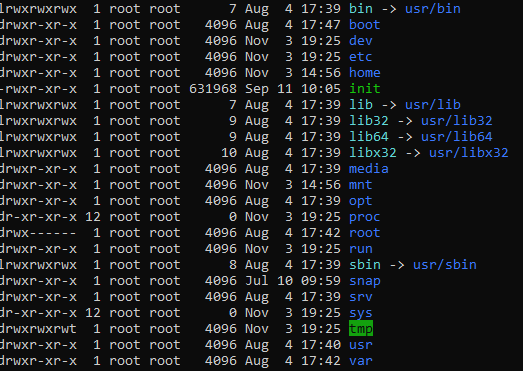 lrwxrwxrwx  1 root root      7 Aug  4 17:39 bin -> usr/bin
drwxr-xr-x  1 root root   4096 Aug  4 17:47 boot
drwxr-xr-x  1 root root   4096 Nov  3 19:25 dev
drwxr-xr-x  1 root root   4096 Nov  3 19:25 etc
drwxr-xr-x  1 root root   4096 Nov  3 14:56 home
-rwxr-xr-x  1 root root 631968 Sep 11 10:05 init
lrwxrwxrwx  1 root root      7 Aug  4 17:39 lib -> usr/lib
lrwxrwxrwx  1 root root      9 Aug  4 17:39 lib32 -> usr/lib32
lrwxrwxrwx  1 root root      9 Aug  4 17:39 lib64 -> usr/lib64
lrwxrwxrwx  1 root root     10 Aug  4 17:39 libx32 -> usr/libx32
drwxr-xr-x  1 root root   4096 Aug  4 17:39 media
drwxr-xr-x  1 root root   4096 Nov  3 14:56 mnt
drwxr-xr-x  1 root root   4096 Aug  4 17:39 opt
dr-xr-xr-x 12 root root      0 Nov  3 19:25 proc
drwx------  1 root root   4096 Aug  4 17:42 root
drwxr-xr-x  1 root root   4096 Nov  3 19:25 run
lrwxrwxrwx  1 root root      8 Aug  4 17:39 sbin -> usr/sbin
drwxr-xr-x  1 root root   4096 Jul 10 09:59 snap
drwxr-xr-x  1 root root   4096 Aug  4 17:39 srv
dr-xr-xr-x 12 root root      0 Nov  3 19:25 sys
drwxrwxrwt  1 root root   4096 Nov  3 19:25 tmp
drwxr-xr-x  1 root root   4096 Aug  4 17:40 usr
drwxr-xr-x  1 root root   4096 Aug  4 17:42 var